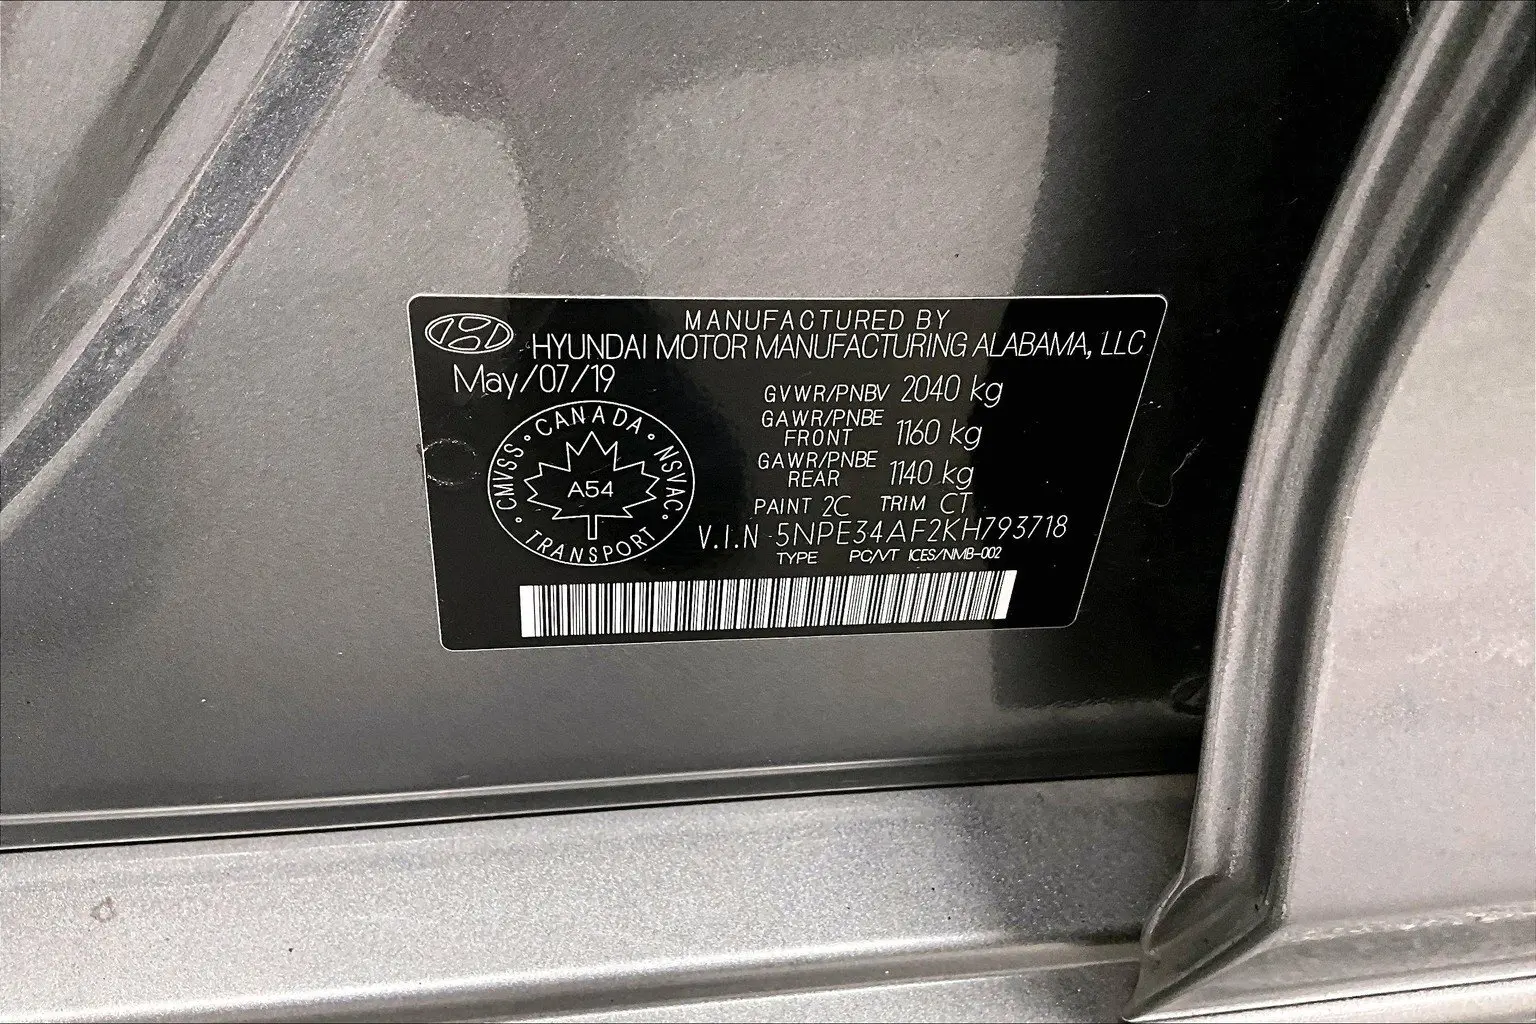 MANUFACTURED BY
HYUNDAI MOTOR MANUFACTURING ALABAMA, LLC
May/07/19
GVWR/PNBV 2040 kg
GAWR/PNBE FRONT 1160 kg
GAWR/PNBE REAR 1140 kg
CANADA • NSVAC • TRANSPORT • CMVSS •
A54
PAINT 2C TRIM CT
V.I.N 5NPE34AF2KH793718
TYPE PC/VT ICES/NMB-002